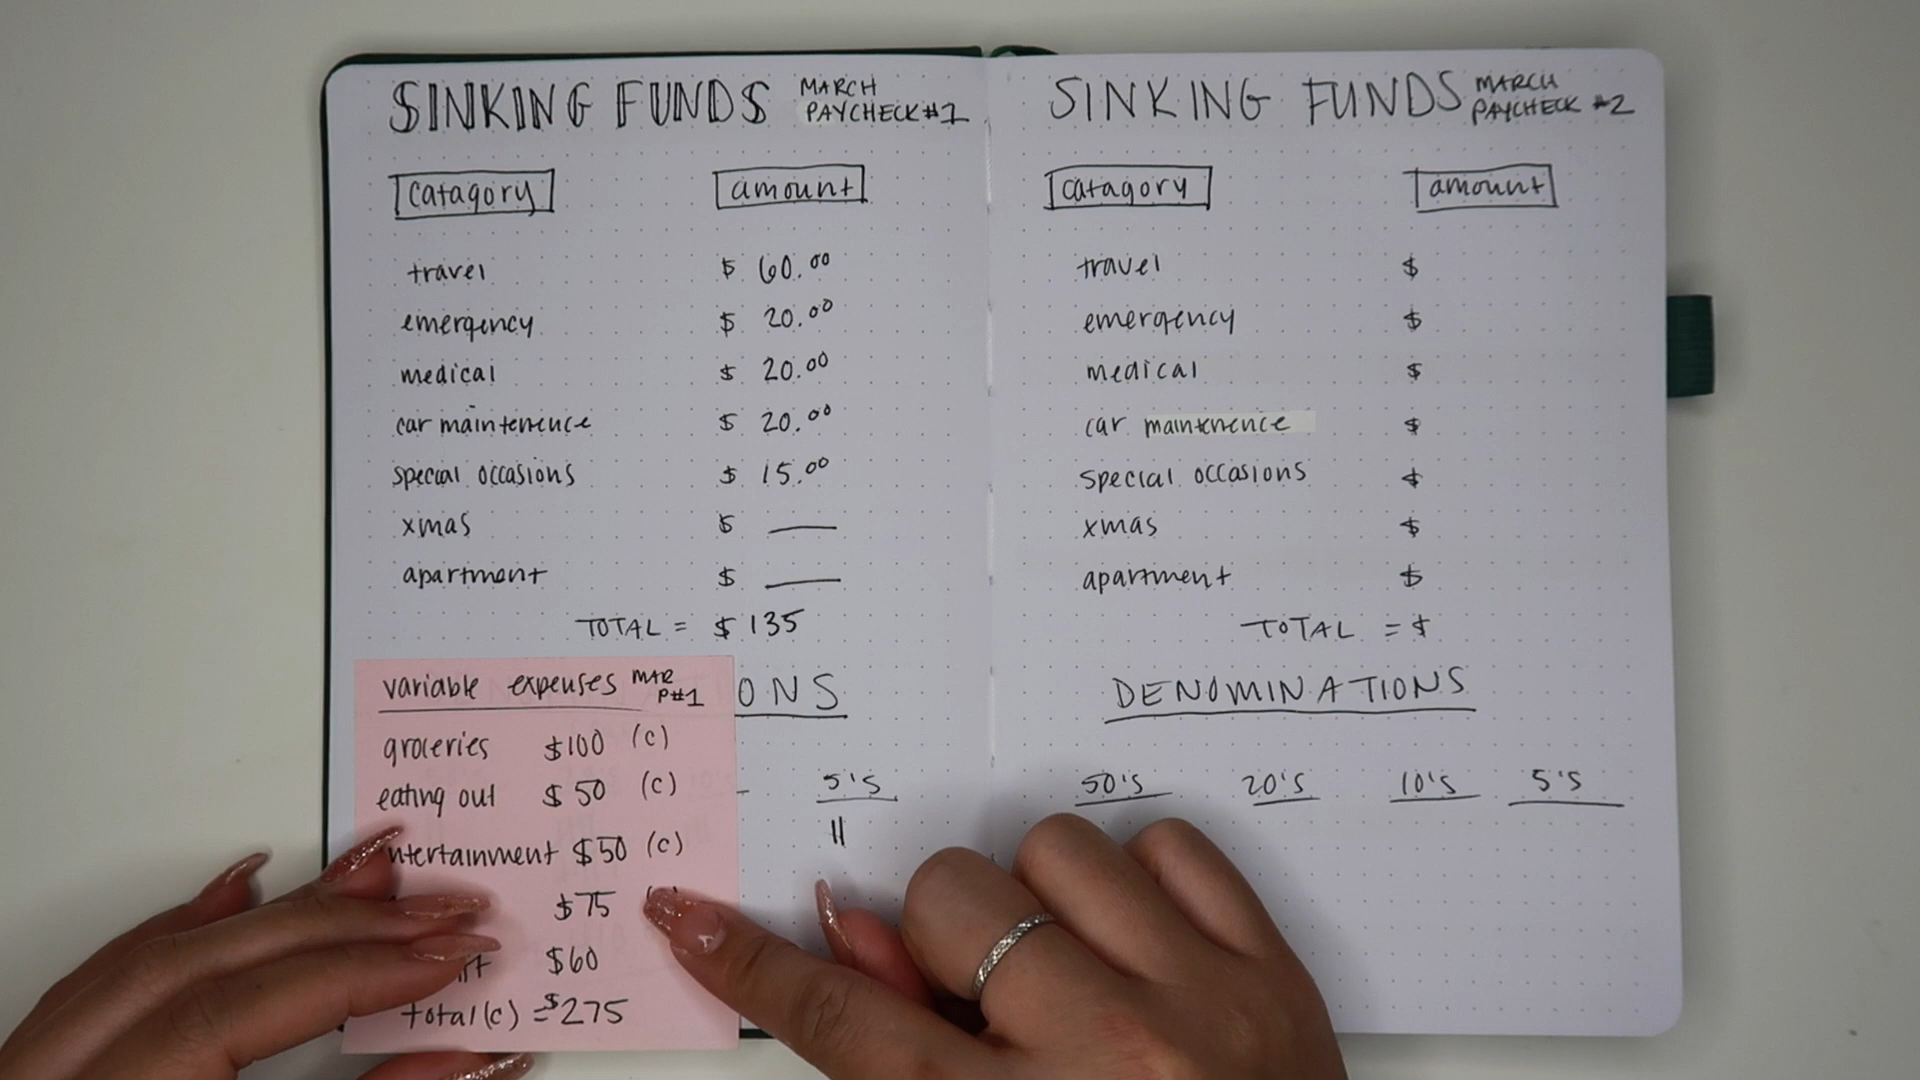 SINKING FUNDS MARCH PAYCHECK #1
catagory amount
travel $ 60.00
emergency $ 20.00
medical $ 20.00
car maintenence $ 20.00
special occasions $ 15.00
xmas $ —
apartment $ —
TOTAL = $ 135
variable expenses MAR P#1
groceries $100 (c)
eating out $50 (c)
ntertainment $50 (c)
$75
$60
total (c) = $275
ONS
5's
||
SINKING FUNDS MARCH PAYCHECK #2
catagory amount
travel $
emergency $
medical $
car maintenence $
special occasions $
xmas $
apartment $
TOTAL = $
DENOMINATIONS
50's 20's 10's 5's